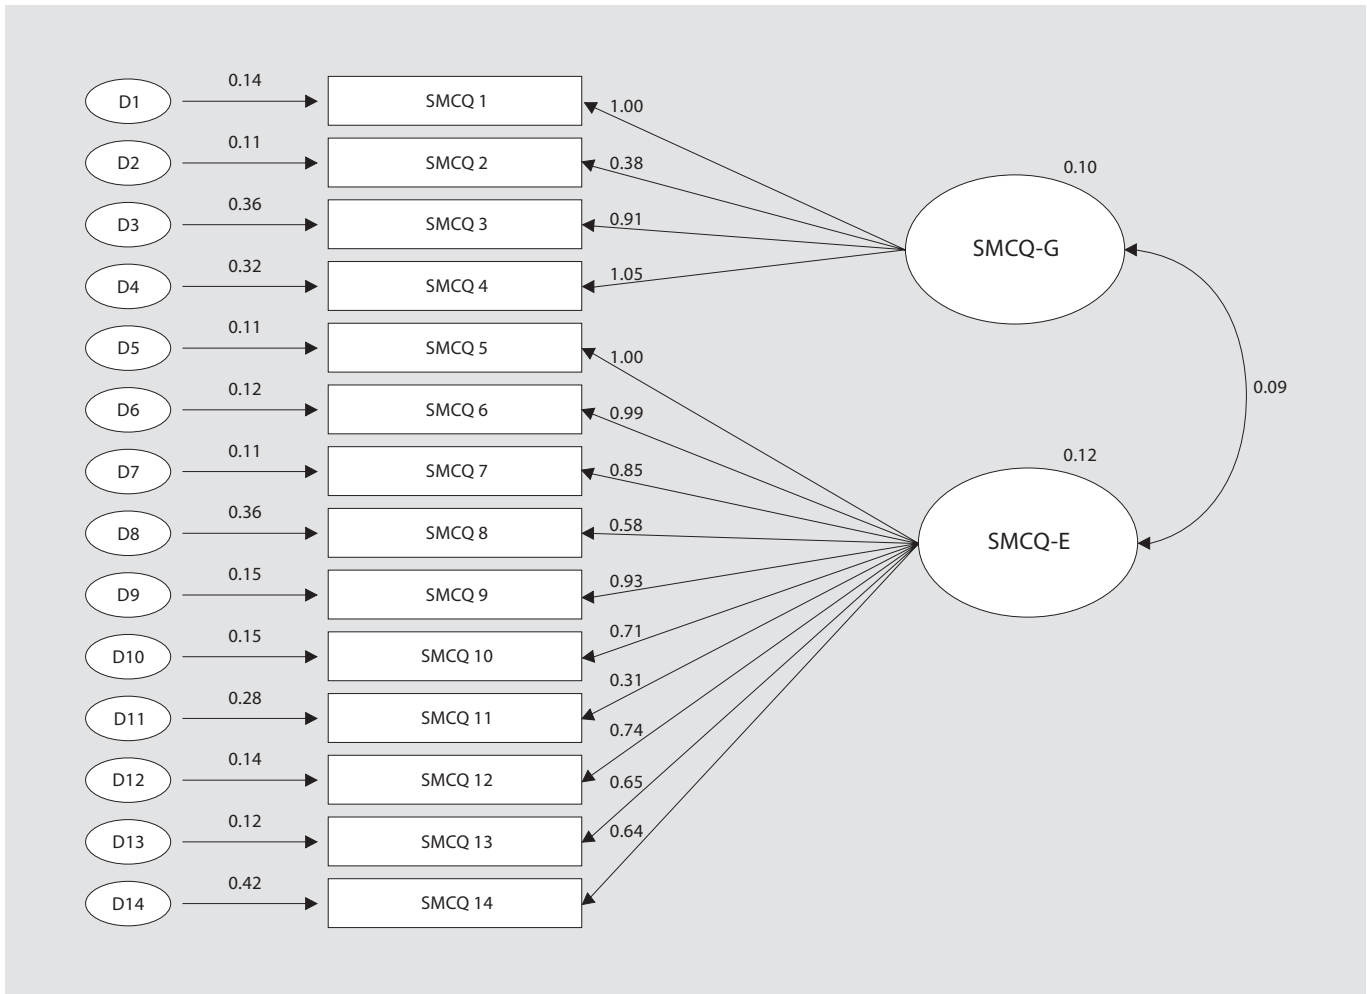 0.14
D1 SMCQ 1 1.00
0.11
D2 SMCQ 2 0.38
0.10
0.36
D3 SMCQ 3 0.91
SMCQ-G
0.32
D4 SMCQ 4 1.05
0.11
D5 SMCQ 5 1.00
0.09
0.12
D6 SMCQ 6 0.99
0.12
0.11
D7 SMCQ 7 0.85
0.36
D8 SMCQ 8 0.58
SMCQ-E
0.15
D9 SMCQ 9 0.93
0.15
D10 SMCQ 10 0.71
0.28
D11 SMCQ 11 0.31
0.14
D12 SMCQ 12 0.74
0.12
D13 SMCQ 13 0.65
0.42
D14 SMCQ 14 0.64